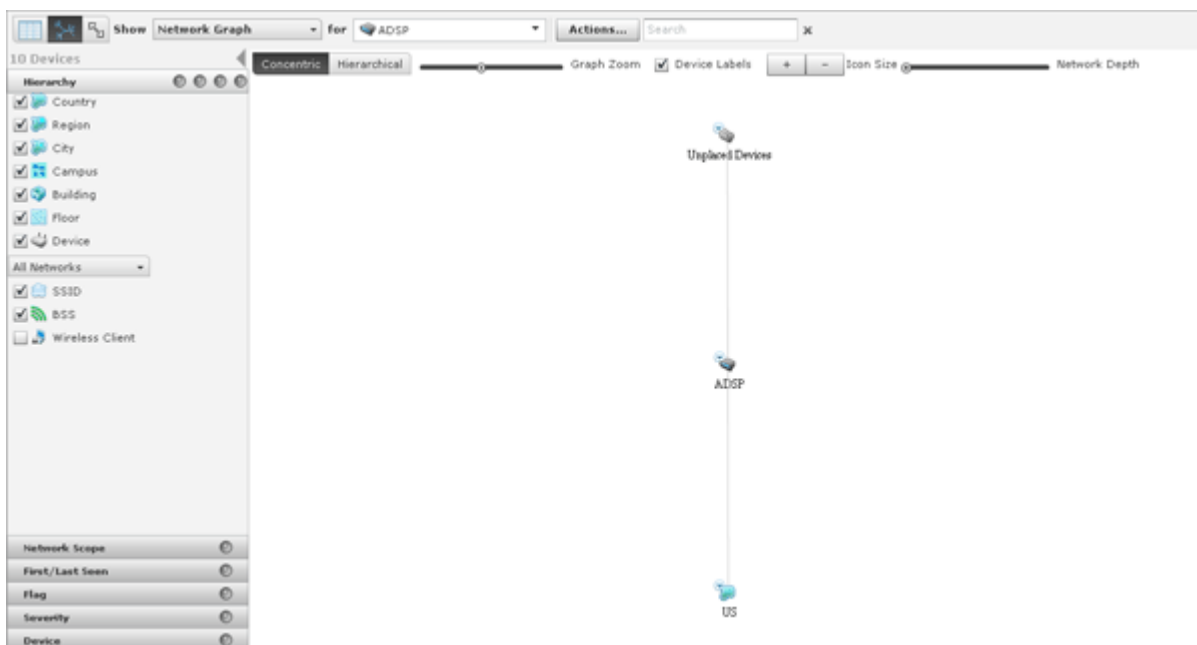 Show Network Graph for ADSP Actions... Search x
10 Devices
Concentric Hierarchical Graph Zoom Device Labels + - Icon Size Network Depth
Hierarchy
Country
Region
City
Campus
Building
Floor
Device
All Networks
SSID
BSS
Wireless Client
Unplaced Devices
ADSP
US
Network Scope
First/Last Seen
Flag
Severity
Device